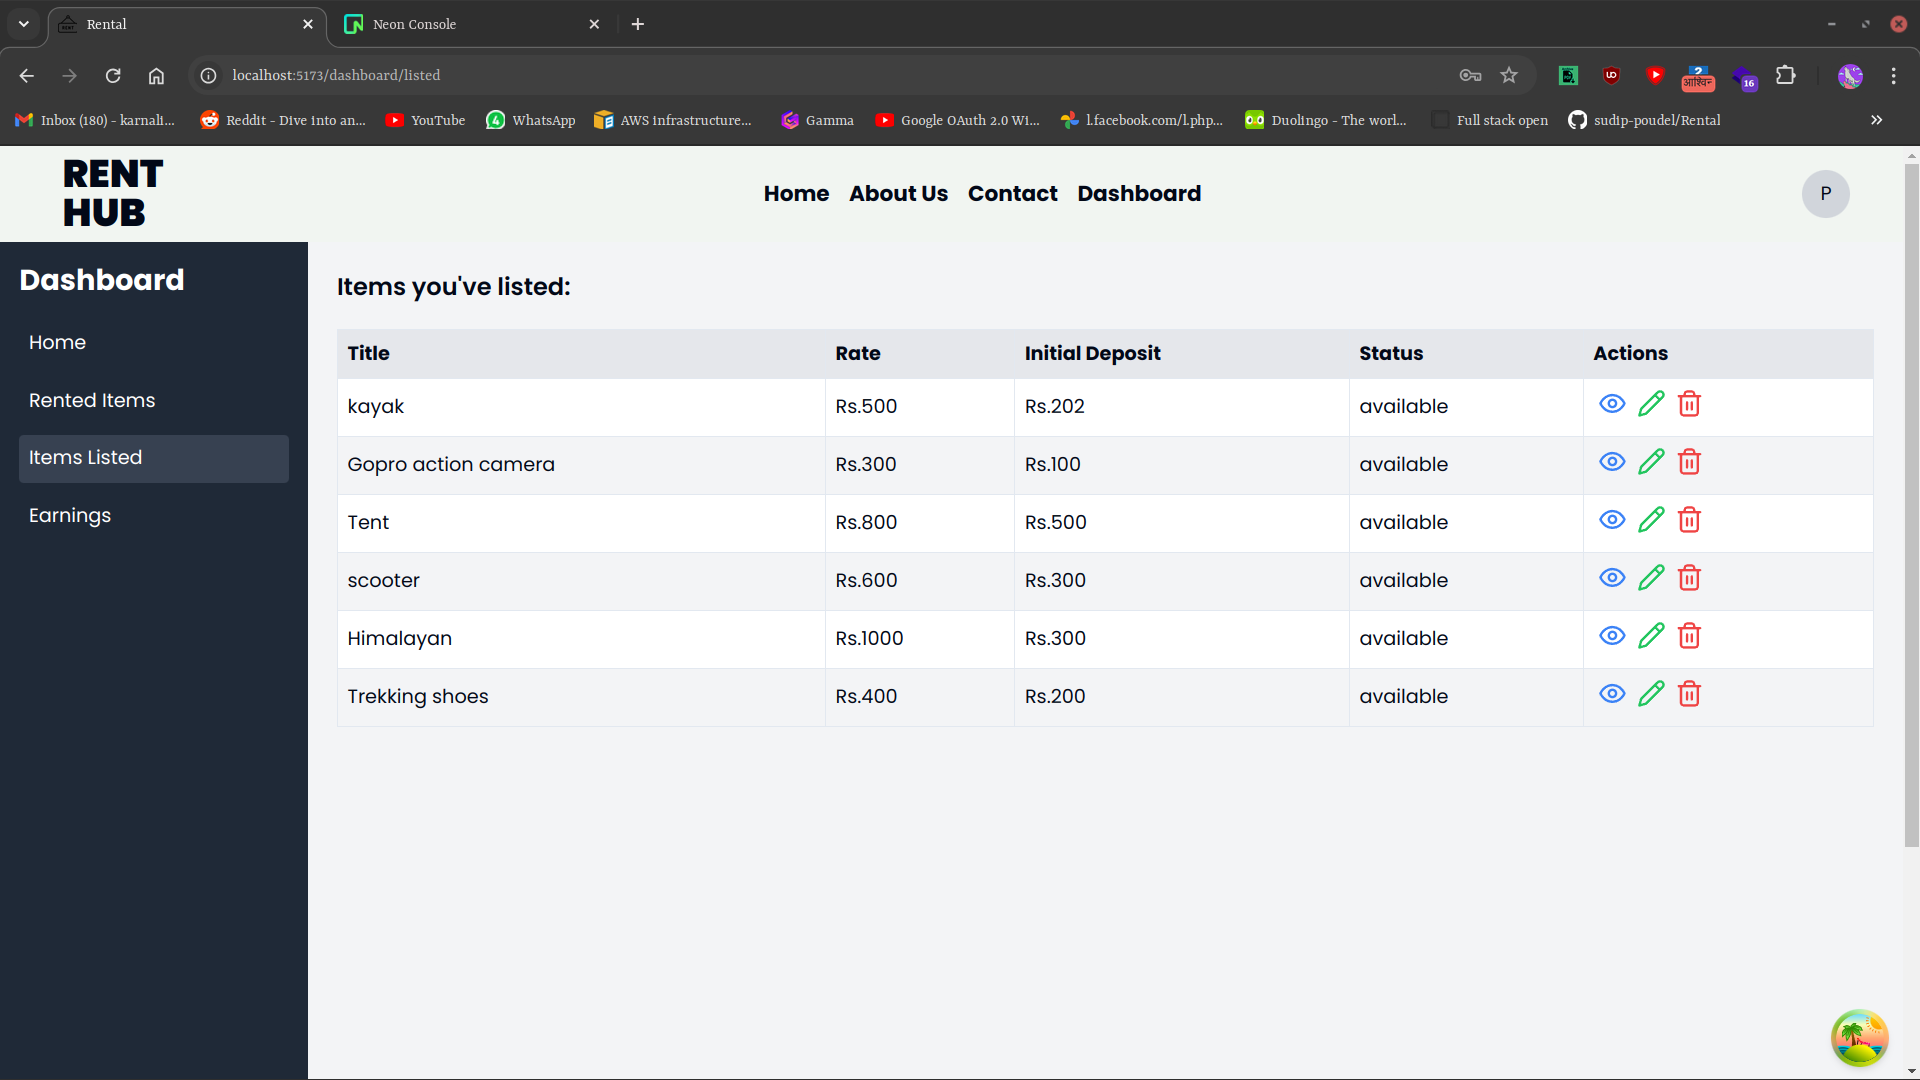 Rental
Neon Console
localhost:5173/dashboard/listed
2
आश्विन
16
Inbox (180) - karnali...
Reddit - Dive into an...
YouTube
4
WhatsApp
AWS infrastructure...
Gamma
Google OAuth 2.0 Wi...
l.facebook.com/l.php...
Duolingo - The worl...
Full stack open
sudip-poudel/Rental
RENT
HUB
Home
About Us
Contact
Dashboard
P
Dashboard
Home
Rented Items
Items Listed
Earnings
Items you've listed:
Title Rate Initial Deposit Status Actions
kayak Rs.500 Rs.202 available
Gopro action camera Rs.300 Rs.100 available
Tent Rs.800 Rs.500 available
scooter Rs.600 Rs.300 available
Himalayan Rs.1000 Rs.300 available
Trekking shoes Rs.400 Rs.200 available